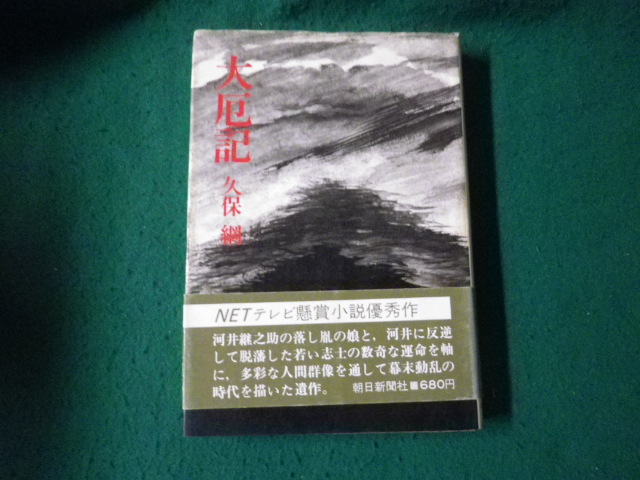 大厄記
久保 綱
NETテレビ懸賞小説優秀作
河井継之助の落し胤の娘と，河井に反逆
して脱藩した若い志士の数奇な運命を軸
に，多彩な人間群像を通して幕末動乱の
時代を描いた遺作。 朝日新聞社■680円